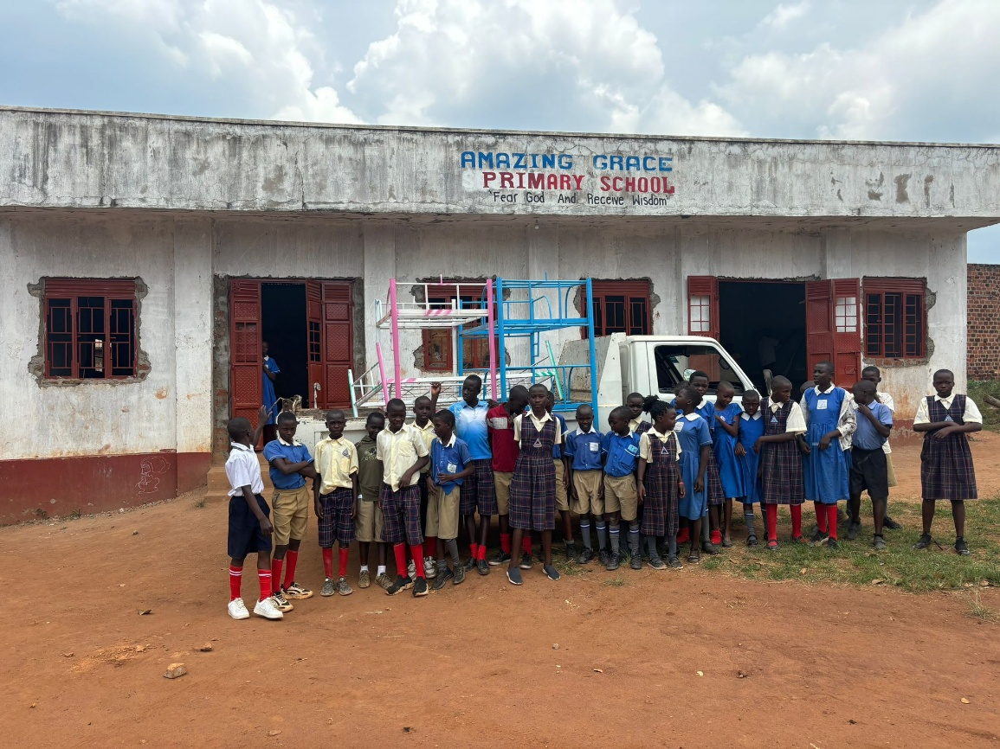 AMAZING GRACE
PRIMARY SCHOOL
"Fear God And Receive Wisdom"